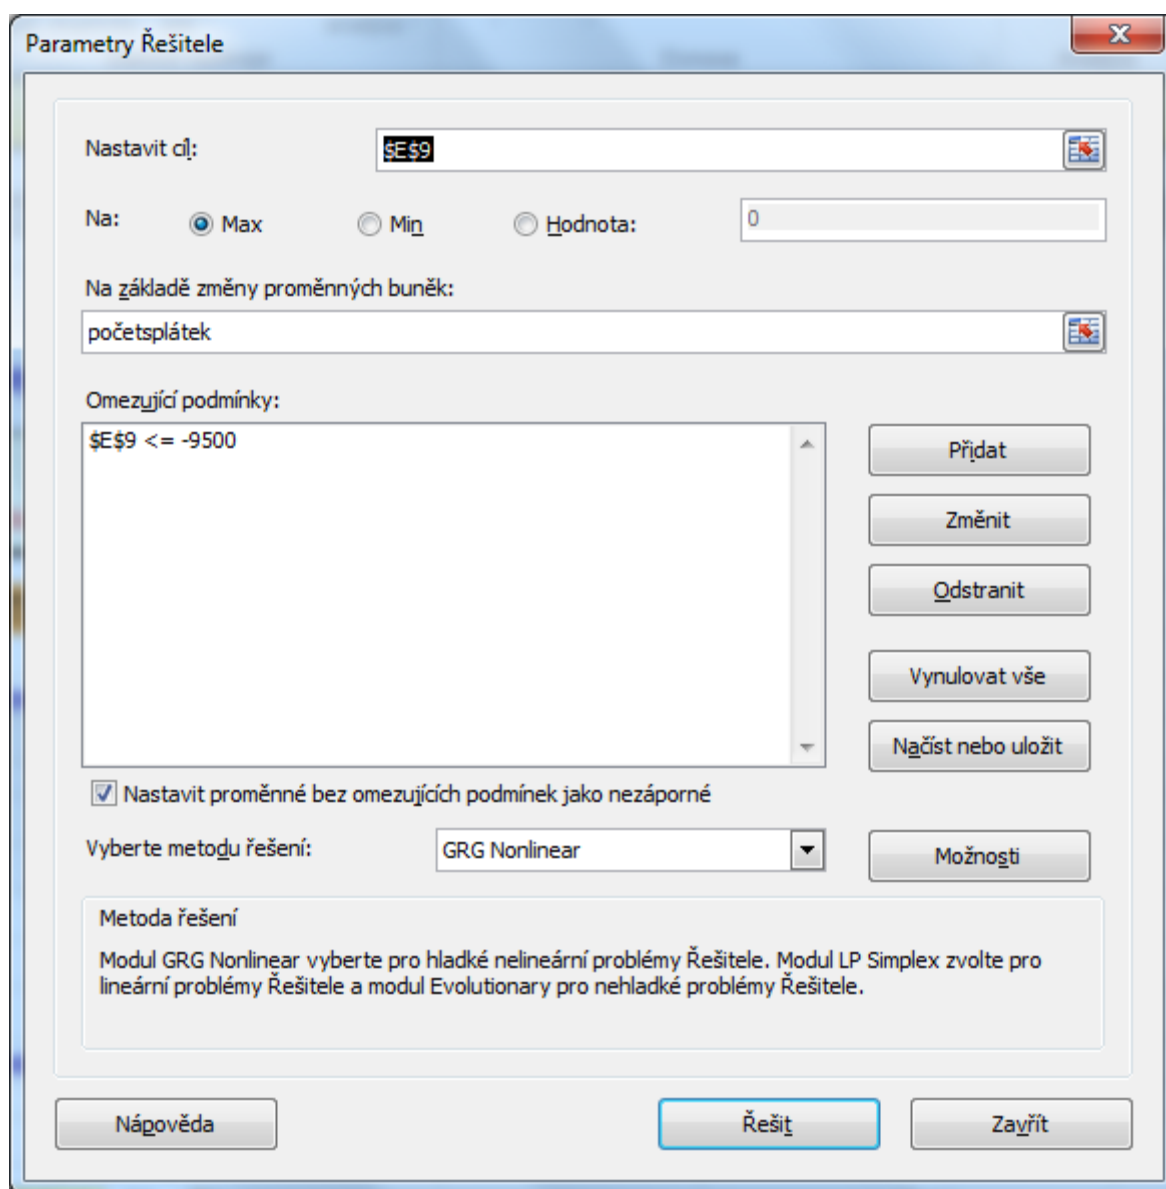 Parametry Řešitele
Nastavit cíl:
$E$9
Na:
Max
Min
Hodnota:
0
Na základě změny proměnných buněk:
početsplátek
Omezující podmínky:
$E$9 <= -9500
Přidat
Změnit
Odstranit
Vynulovat vše
Načíst nebo uložit
Nastavit proměnné bez omezujících podmínek jako nezáporné
Vyberte metodu řešení:
GRG Nonlinear
Možnosti
Metoda řešení
Modul GRG Nonlinear vyberte pro hladké nelineární problémy Řešitele. Modul LP Simplex zvolte pro
lineární problémy Řešitele a modul Evolutionary pro nehladké problémy Řešitele.
Nápověda
Řešit
Zavřít